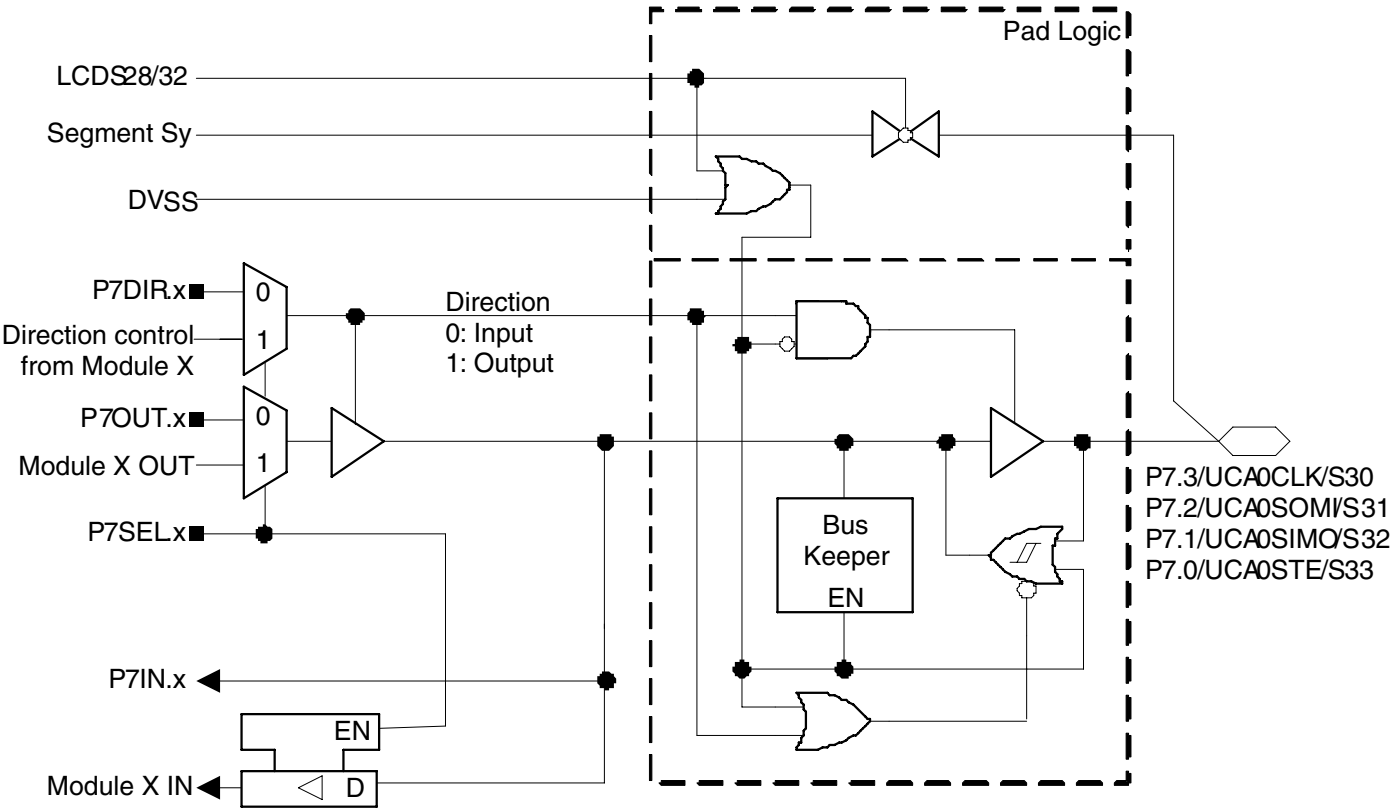 Pad Logic
LCDS28/32
Segment Sy
DVSS
P7DIR.x
0
Direction control
from Module X
1
Direction
0: Input
1: Output
P7OUT.x
0
Module X OUT
1
P7SEL.x
Bus
Keeper
EN
P7.3/UCA0CLK/S30
P7.2/UCA0SOMI/S31
P7.1/UCA0SIMO/S32
P7.0/UCA0STE/S33
P7IN.x
EN
Module X IN
D